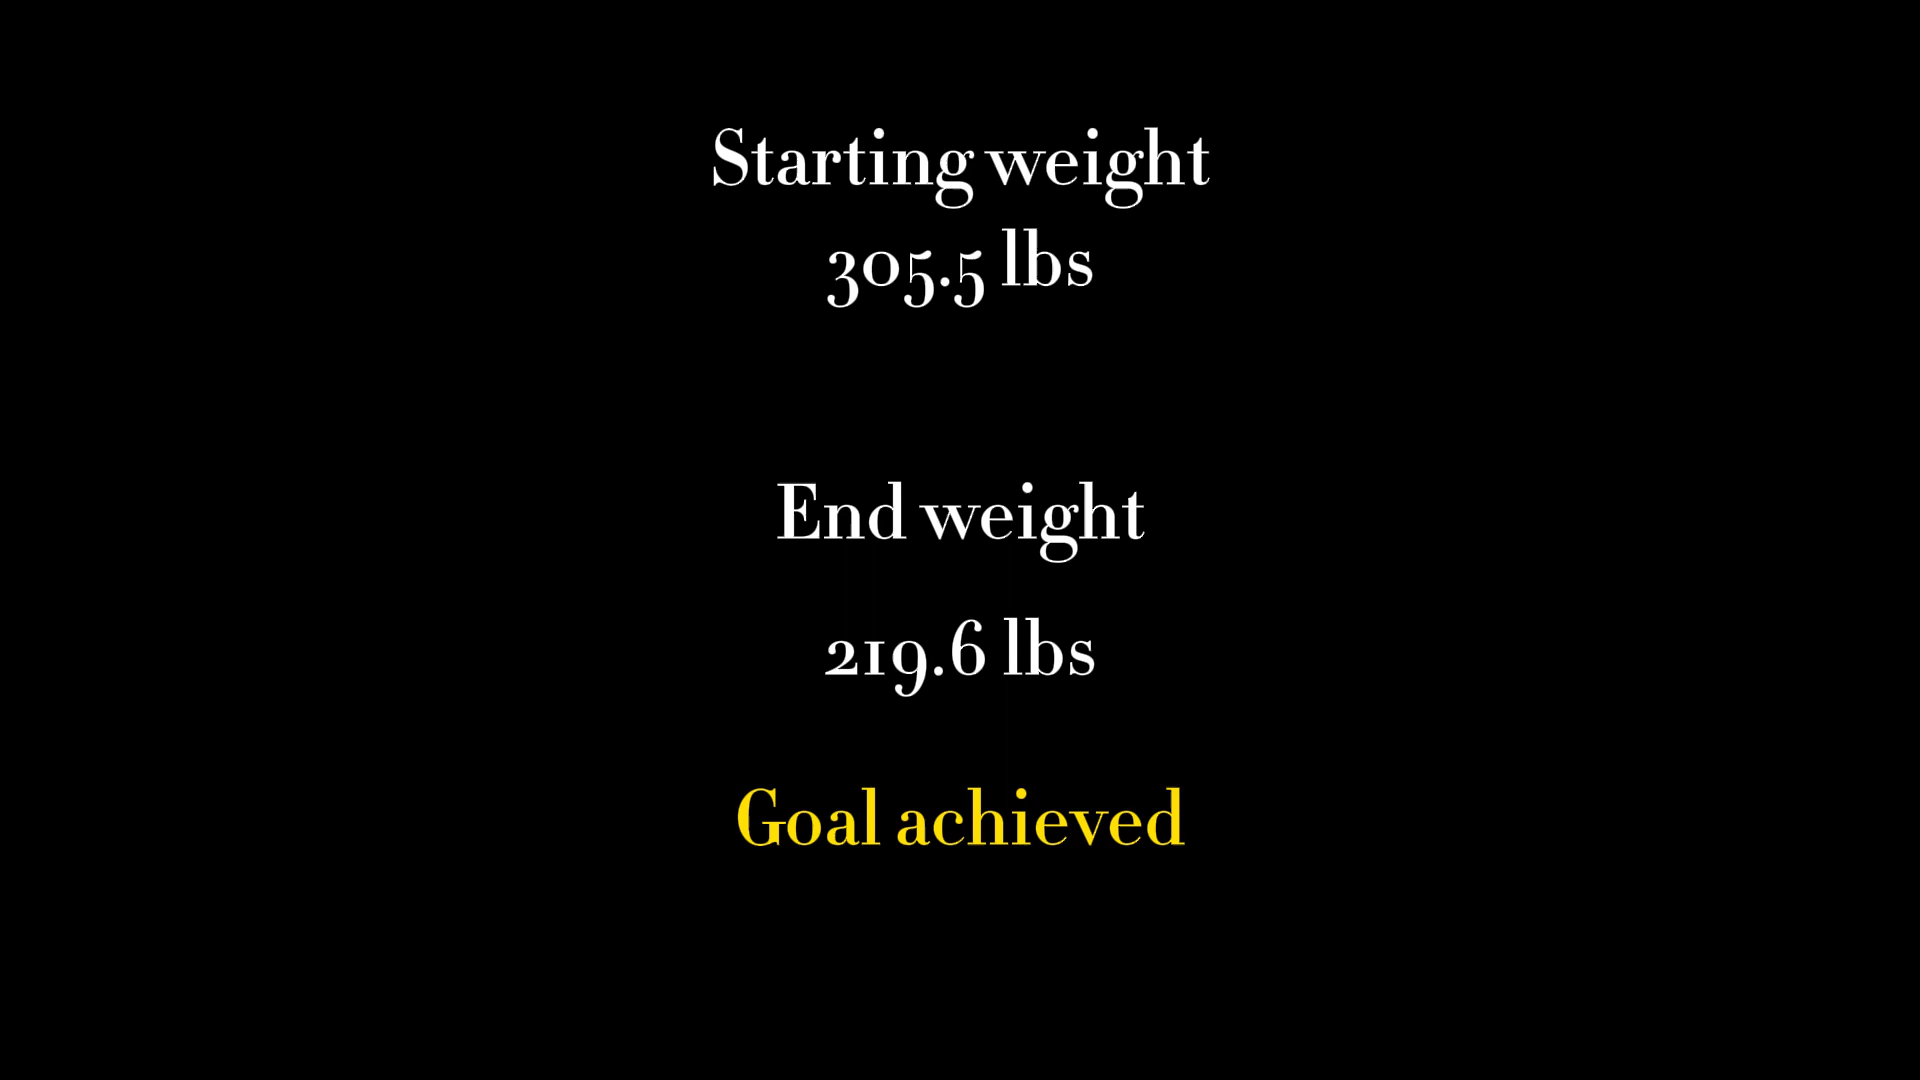 Starting weight
305.5 lbs
End weight
219.6 lbs
Goal achieved